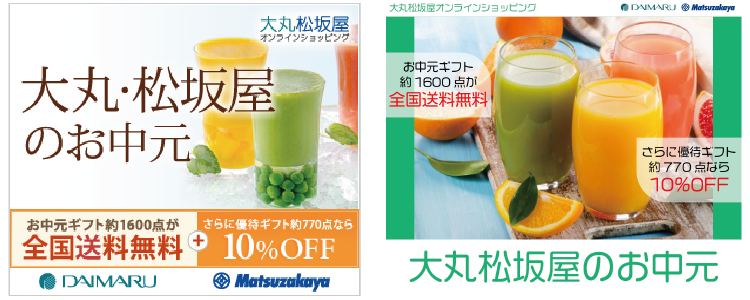 大丸松坂屋
オンラインショッピング
大丸・松坂屋
のお中元
お中元ギフト約1600点が
全国送料無料
+
さらに優待ギフト約770点なら
10%OFF
DAIMARU
Matsuzakaya
大丸松坂屋オンラインショッピング
DAIMARU
Matsuzakaya
お中元ギフト
約1600点が
全国送料無料
さらに優待ギフト
約770点なら
10%OFF
大丸松坂屋のお中元